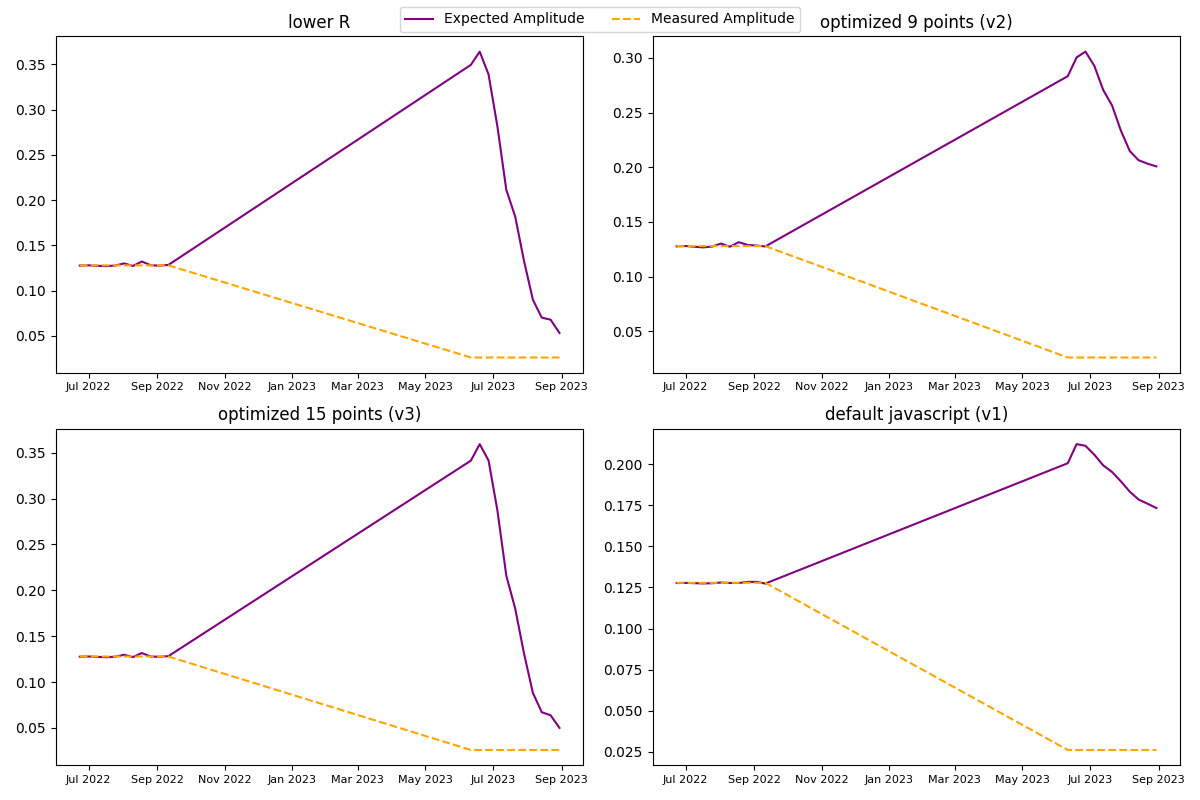 Expected Amplitude
Measured Amplitude
lower R
0.35
0.30
0.25
0.20
0.15
0.10
0.05
Jul 2022 Sep 2022 Nov 2022 Jan 2023 Mar 2023 May 2023 Jul 2023 Sep 2023
optimized 9 points (v2)
0.30
0.25
0.20
0.15
0.10
0.05
Jul 2022 Sep 2022 Nov 2022 Jan 2023 Mar 2023 May 2023 Jul 2023 Sep 2023
optimized 15 points (v3)
0.35
0.30
0.25
0.20
0.15
0.10
0.05
Jul 2022 Sep 2022 Nov 2022 Jan 2023 Mar 2023 May 2023 Jul 2023 Sep 2023
default javascript (v1)
0.200
0.175
0.150
0.125
0.100
0.075
0.050
0.025
Jul 2022 Sep 2022 Nov 2022 Jan 2023 Mar 2023 May 2023 Jul 2023 Sep 2023